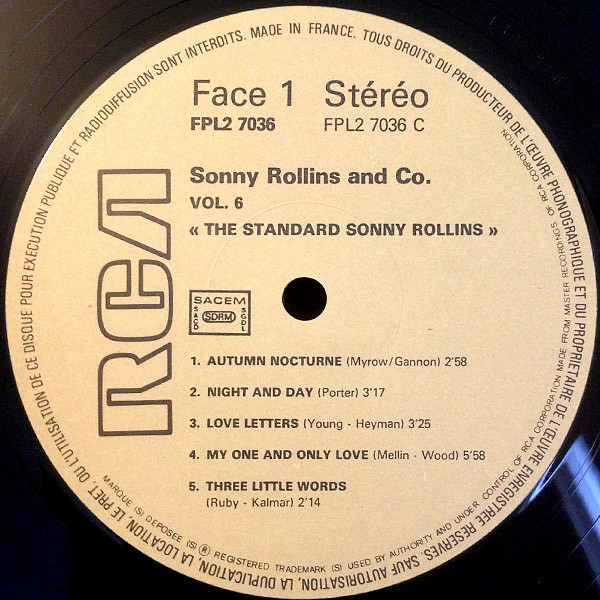 Face 1 Stéréo
FPL2 7036 FPL2 7036 C
Sonny Rollins and Co.
VOL. 6
« THE STANDARD SONNY ROLLINS »
RCA
SACEM
SACD SDRM SGDL
1. AUTUMN NOCTURNE (Myrow/Gannon) 2'58
2. NIGHT AND DAY (Porter) 3'17
3. LOVE LETTERS (Young - Heyman) 3'25
4. MY ONE AND ONLY LOVE (Mellin - Wood) 5'58
5. THREE LITTLE WORDS
(Ruby - Kalmar) 2'14
MADE IN FRANCE. TOUS DROITS DU PRODUCTEUR DE L'ŒUVRE PHONOGRAPHIQUE ET DU PROPRIETAIRE DE L'ŒUVRE ENREGISTREE RESERVES. SAUF AUTORISATION, LA DUPLICATION, LA LOCATION, LE PRET, OU L'UTILISATION DE CE DISQUE POUR EXECUTION PUBLIQUE ET RADIODIFFUSION SONT INTERDITS.
MARQUE (S) DEPOSEE (S) ® REGISTERED TRADEMARK (S) USED BY AUTHORITY AND UNDER CONTROL OF RCA CORPORATION MADE FROM MASTER RECORDINGS OF RCA CORPORATION.